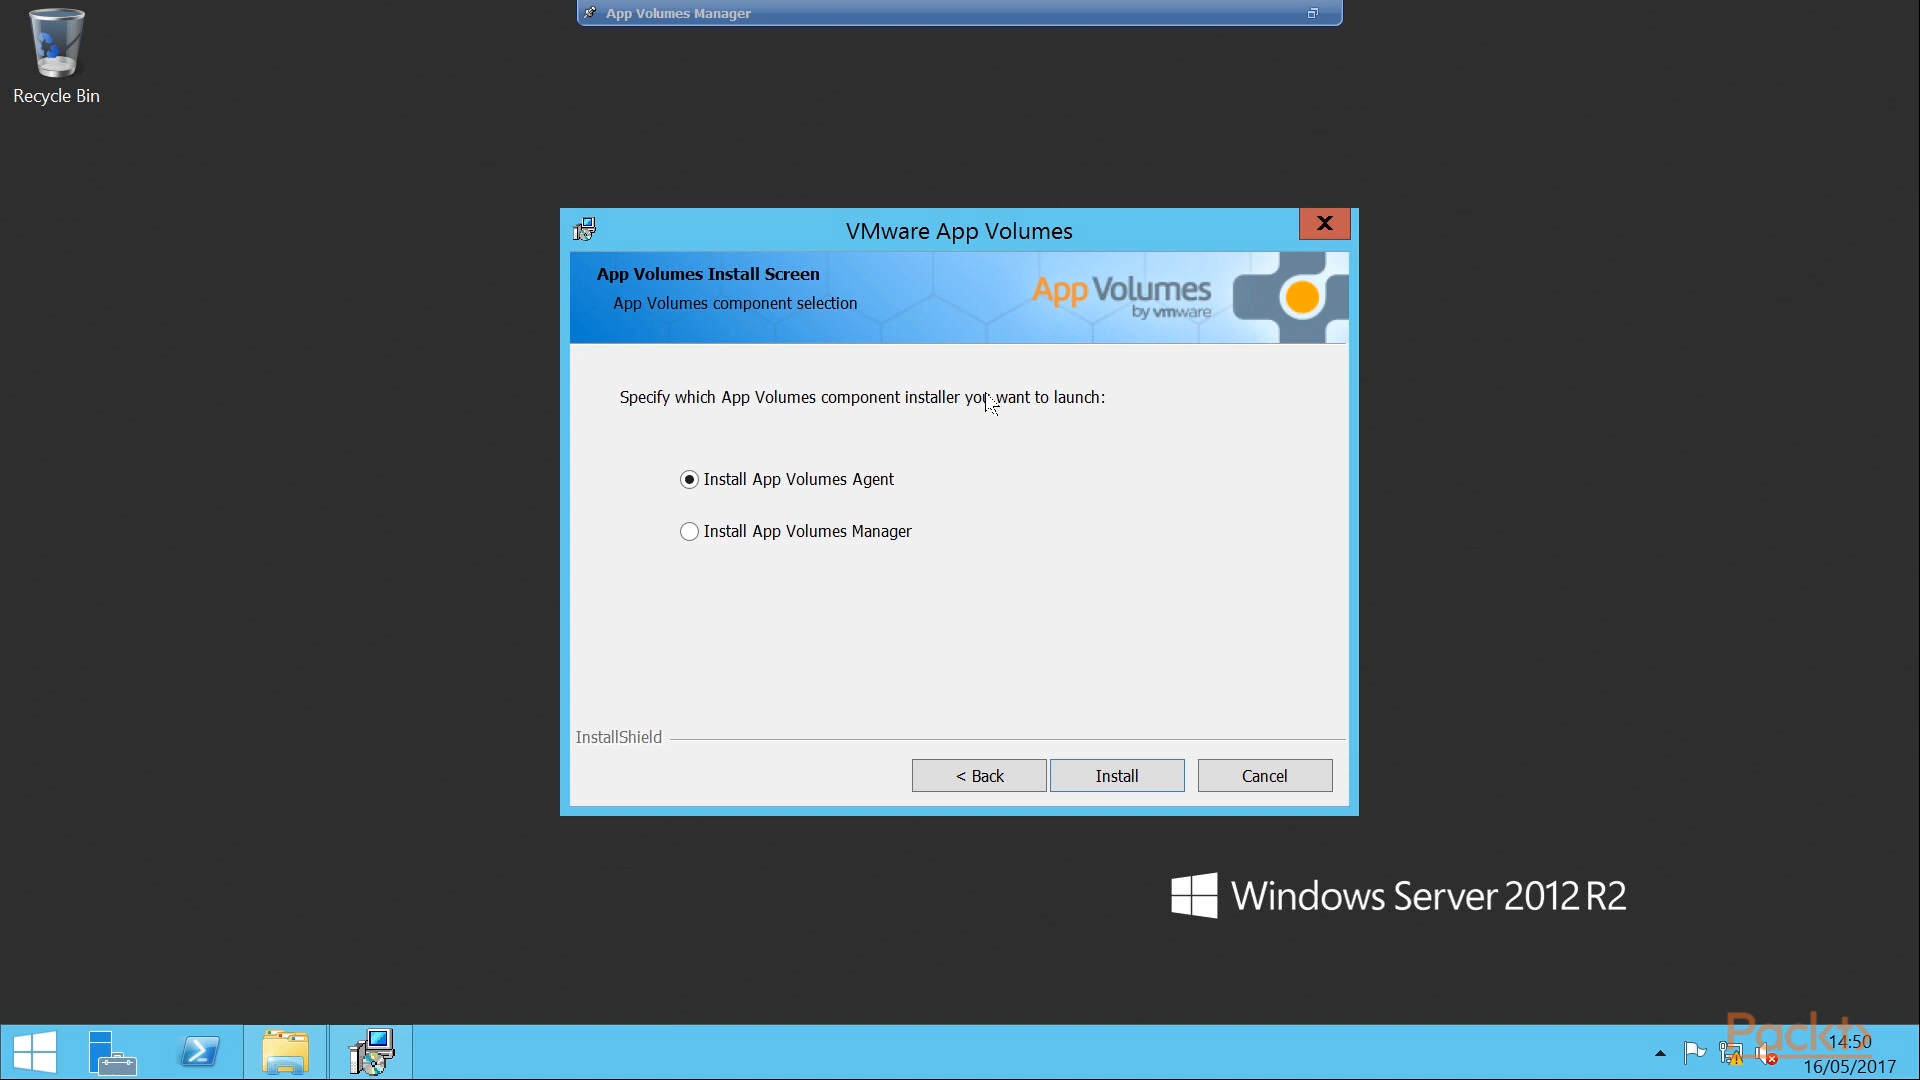 App Volumes Manager
Recycle Bin
VMware App Volumes
X
App Volumes Install Screen
App Volumes component selection
App Volumes
by vmware
Specify which App Volumes component installer you want to launch:
Install App Volumes Agent
Install App Volumes Manager
InstallShield
< Back
Install
Cancel
Windows Server 2012 R2
Packt
14:50
16/05/2017